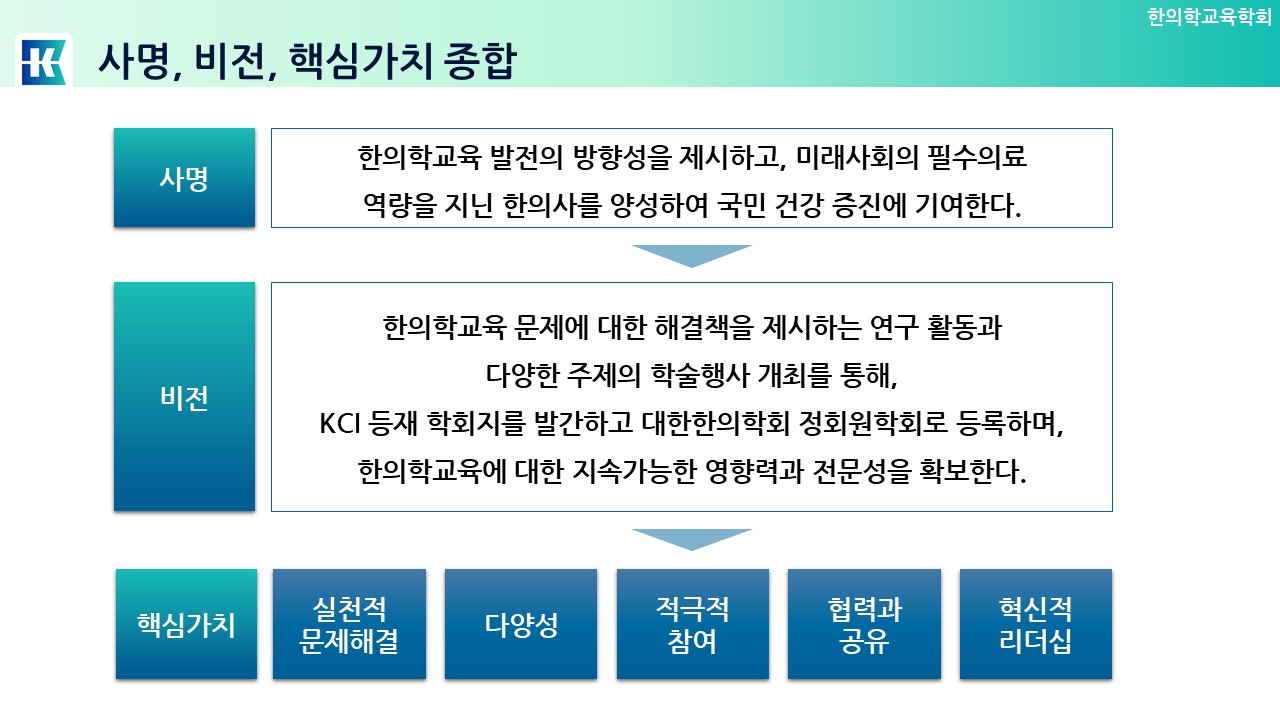 한의학교육학회
K
사명, 비전, 핵심가치 종합
사명
한의학교육 발전의 방향성을 제시하고, 미래사회의 필수의료
역량을 지닌 한의사를 양성하여 국민 건강 증진에 기여한다.
비전
한의학교육 문제에 대한 해결책을 제시하는 연구 활동과
다양한 주제의 학술행사 개최를 통해,
KCI 등재 학회지를 발간하고 대한한의학회 정회원학회로 등록하며,
한의학교육에 대한 지속가능한 영향력과 전문성을 확보한다.
핵심가치
실천적
문제해결
다양성
적극적
참여
협력과
공유
혁신적
리더십